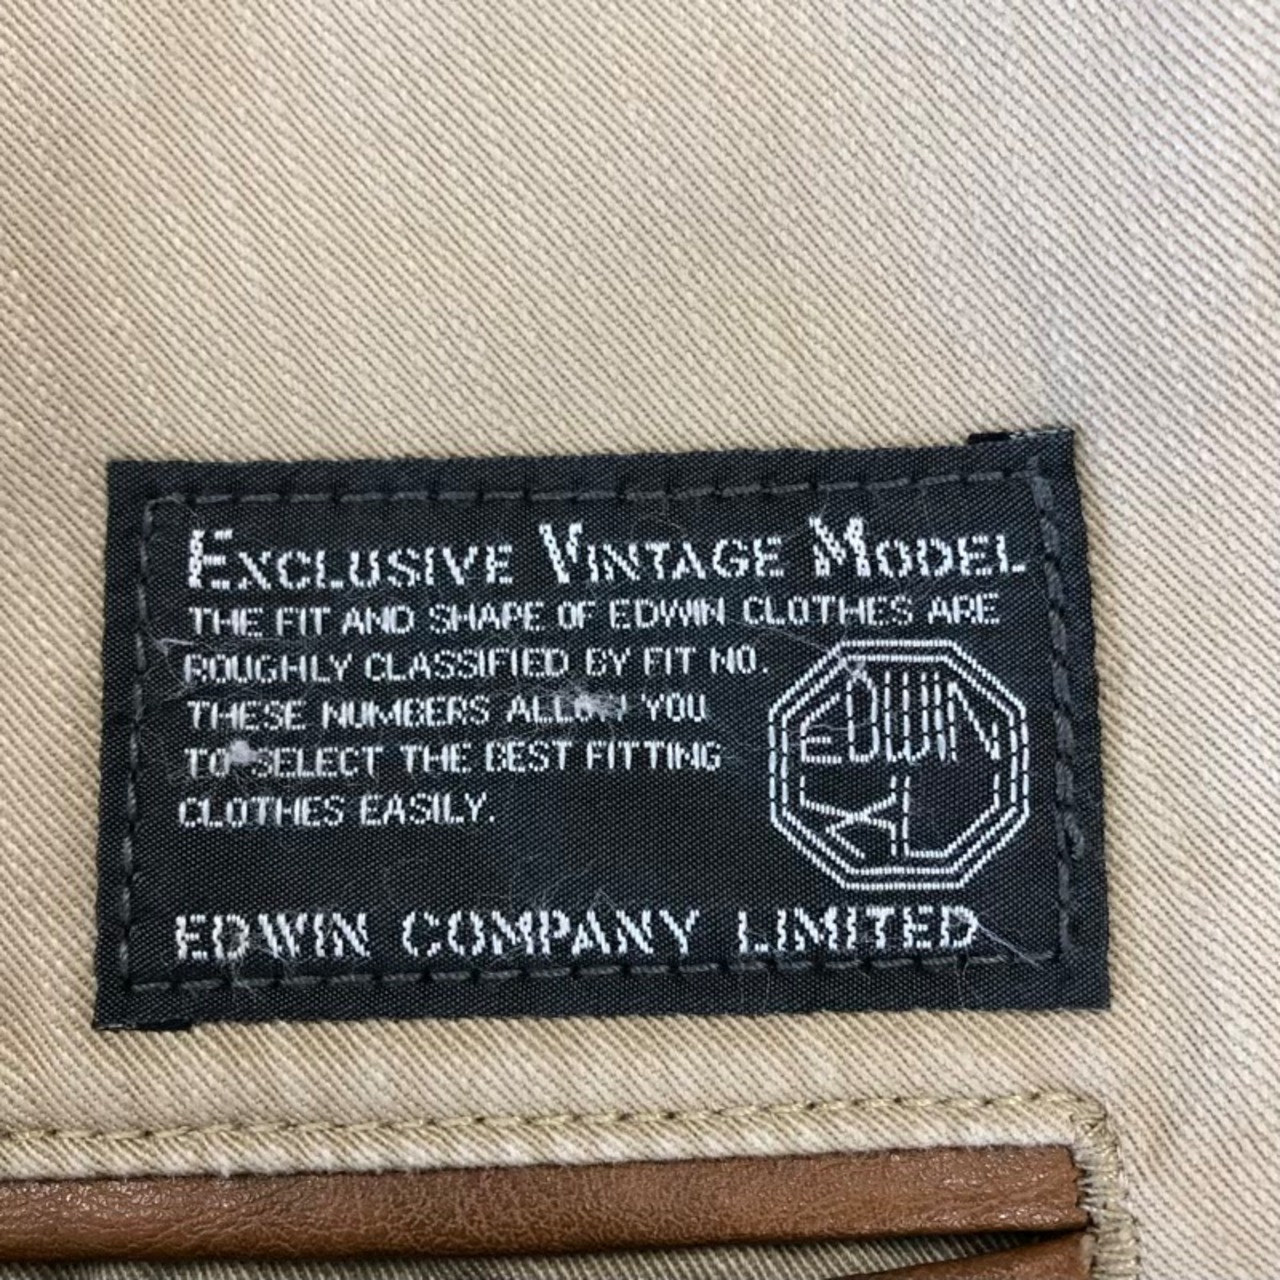 EXCLUSIVE VINTAGE MODEL
THE FIT AND SHAPE OF EDWIN CLOTHES ARE
ROUGHLY CLASSIFIED BY FIT NO.
THESE NUMBERS ALLOW YOU
TO SELECT THE BEST FITTING
CLOTHES EASILY.
EDWIN
XL
EDWIN COMPANY LIMITED